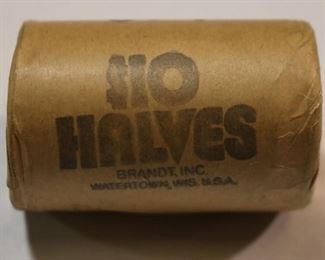 $10
HALVES
BRANDT, INC.
WATERTOWN, WIS. U.S.A.